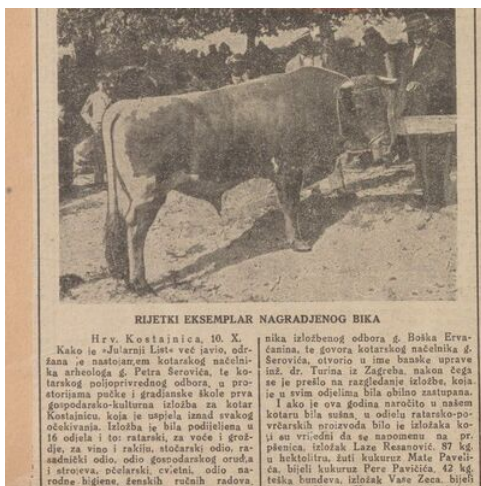 RIJETKI EKSEMPLAR NAGRADJENOG BIKA
Hrv. Kostajnica, 10. X.
Kako je »Jutarnji List« već javio, odr-
žana je nastojanjem kotarskog načelni-
ka arheologa g. Petra Šerovića, te ko-
tarskog poljoprivrednog odbora, u pro-
storijama pučke i gradjanske škole prva
gospodarsko-kulturna izložba za kotar
Kostajnicu, koja je uspjela iznad svakog
očekivanja. Izložba je bila podijeljena u
16 odjela i to: ratarski, za voće i grož-
dje, za vino i rakiju, stočarski odio, ra-
sadnički odio, odio gospodarskog orudja
i strojeva, pčelarski, cvjetni, odio na-
rodne higijene, ženskih ručnih radova,
nika izložbenog odbora g. Boška Erva-
ćanina, te govora kotarskog načelnika g.
Šerovića, otvorio u ime banske uprave
inž. dr. Turina iz Zagreba, nakon čega
se je prešlo na razgledanje izložbe, koja
je u svim odjelima bila obilno zastupana.
I ako je ova godina naročito u našem
kotaru bila sušna, u odjelu ratarsko-po-
vrčarskih proizvoda bilo je izložaka ko-
ji su vrijedni da se napomenu na pr.
pšenica, izložak Laze Resanović, 87 kg.
u hektolitru, žuti kukuruz Mate Paveli-
ća, bijeli kukuruz Pere Pavičića, 42 kg.
teška bundeva, izložak Vase Zeca, bijeli